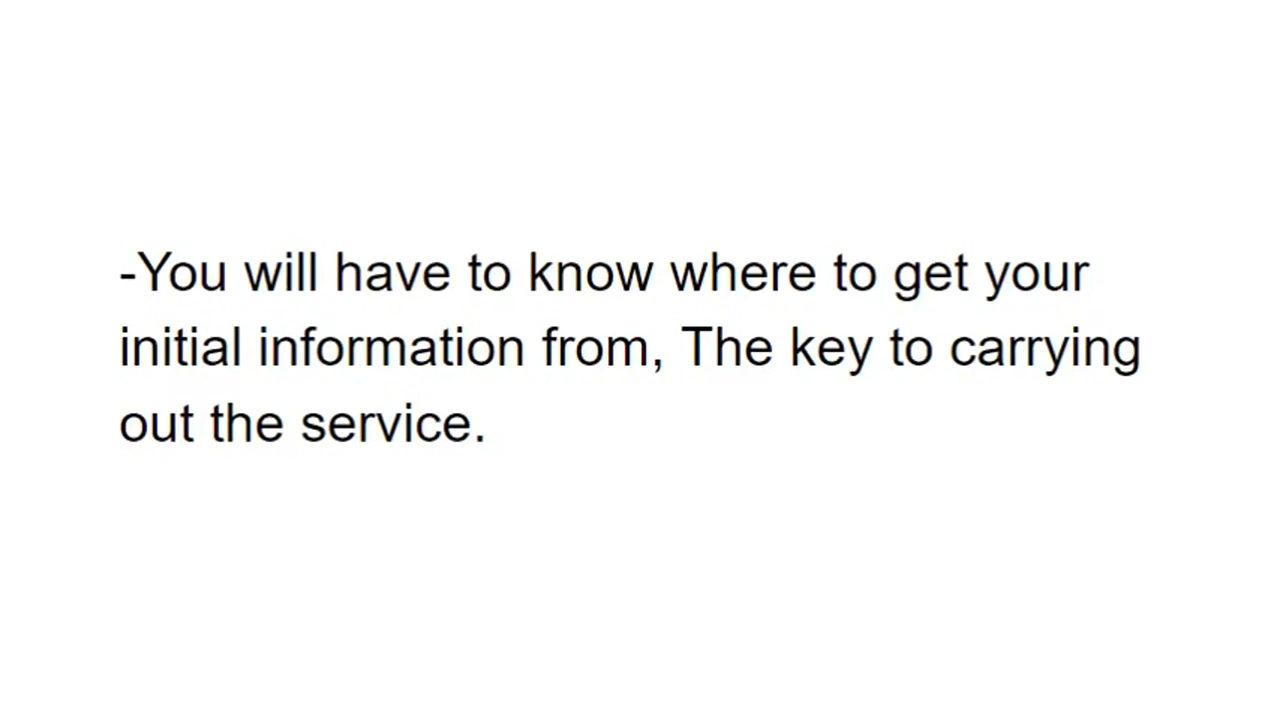 -You will have to know where to get your
initial information from, The key to carrying
out the service.